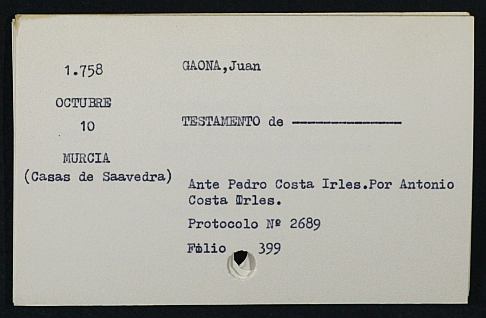 1.758
OCTUBRE
10
MURCIA
(Casas de Saavedra)
GAONA,Juan
TESTAMENTO de ----------------
Ante Pedro Costa Irles.Por Antonio
Costa Irles.
Protocolo Nº 2689
Folio 399